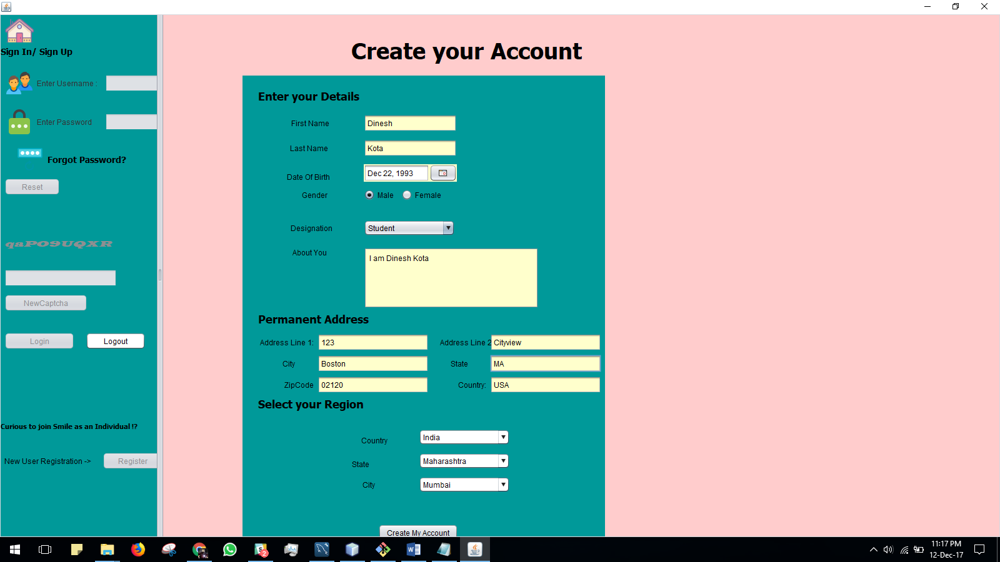 Sign In/ Sign Up
Enter Username :
Enter Password
Forgot Password?
Reset
qaPO9UQXR
NewCaptcha
Login
Logout
Curious to join Smile as an Individual !?
New User Registration ->
Register
Create your Account
Enter your Details
First Name
Dinesh
Last Name
Kota
Date Of Birth
Dec 22, 1993
Gender
Male
Female
Designation
Student
About You
I am Dinesh Kota
Permanent Address
Address Line 1:
123
Address Line 2
Cityview
City
Boston
State
MA
ZipCode
02120
Country:
USA
Select your Region
Country
India
State
Maharashtra
City
Mumbai
Create My Account
2
11:17 PM
12-Dec-17